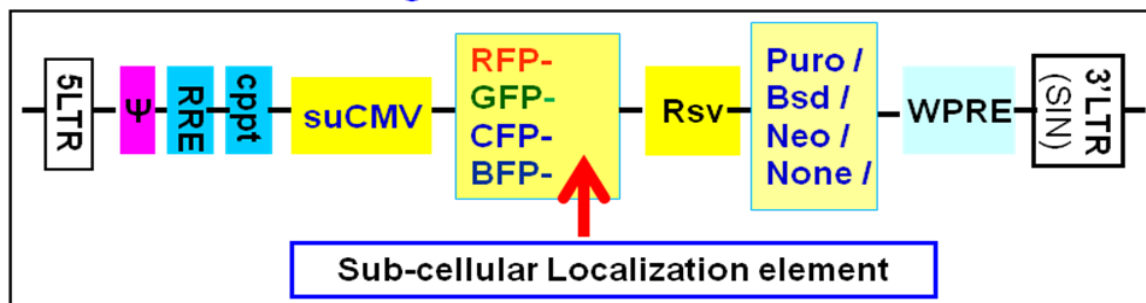 5LTR
Ψ
RRE
cppt
suCMV
RFP-
GFP-
CFP-
BFP-
Rsv
Puro /
Bsd /
Neo /
None /
WPRE
3'LTR
(SIN)
Sub-cellular Localization element